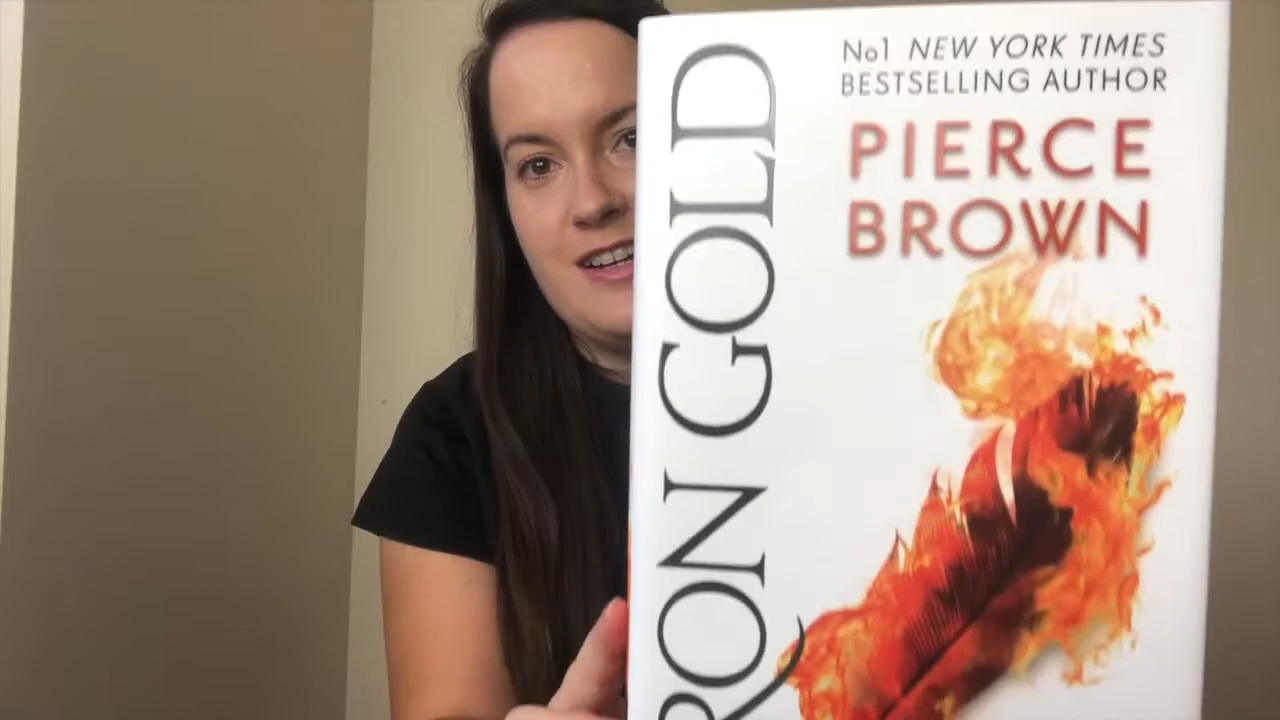 No1 NEW YORK TIMES
BESTSELLING AUTHOR
PIERCE
BROWN
RON GOLD